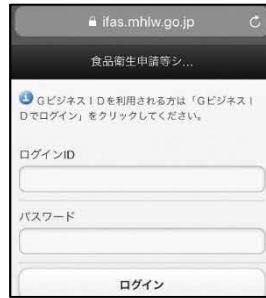 ifas.mhlw.go.jp
食品衛生申請等シ...
GビジネスIDを利用される方は「GビジネスI
Dでログイン」をクリックしてください。
ログインID
パスワード
ログイン